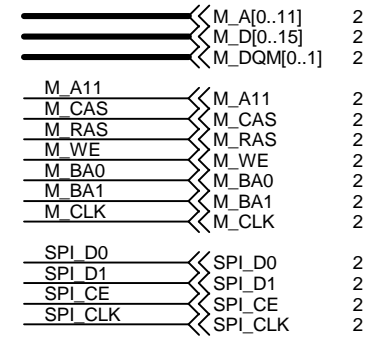 M_A[0..11] 2
M_D[0..15] 2
M_DQM[0..1] 2
M_A11 M_A11 2
M_CAS M_CAS 2
M_RAS M_RAS 2
M_WE M_WE 2
M_BA0 M_BA0 2
M_BA1 M_BA1 2
M_CLK M_CLK 2
SPI_D0 SPI_D0 2
SPI_D1 SPI_D1 2
SPI_CE SPI_CE 2
SPI_CLK SPI_CLK 2